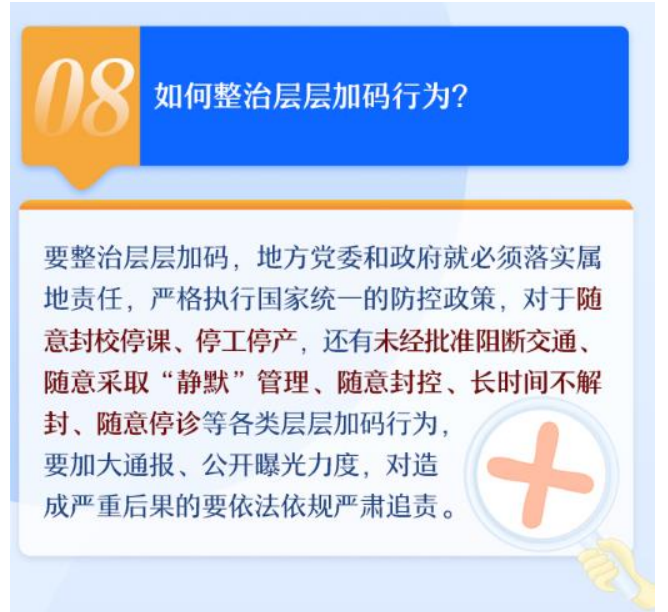 08
如何整治层层加码行为？
要整治层层加码，地方党委和政府就必须落实属
地责任，严格执行国家统一的防控政策，对于随
意封校停课、停工停产，还有未经批准阻断交通、
随意采取“静默”管理、随意封控、长时间不解
封、随意停诊等各类层层加码行为，
要加大通报、公开曝光力度，对造
成严重后果的要依法依规严肃追责。